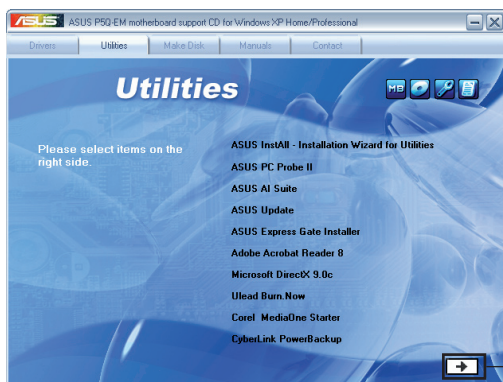 ASUS ASUS P5Q-EM motherboard support CD for Windows XP Home/Professional
Drivers Utilities Make Disk Manuals Contact
Utilities
MB
Please select items on the
right side.
ASUS InstAll - Installation Wizard for Utilities
ASUS PC Probe II
ASUS AI Suite
ASUS Update
ASUS Express Gate Installer
Adobe Acrobat Reader 8
Microsoft DirectX 9.0c
Ulead Burn.Now
Corel MediaOne Starter
CyberLink PowerBackup